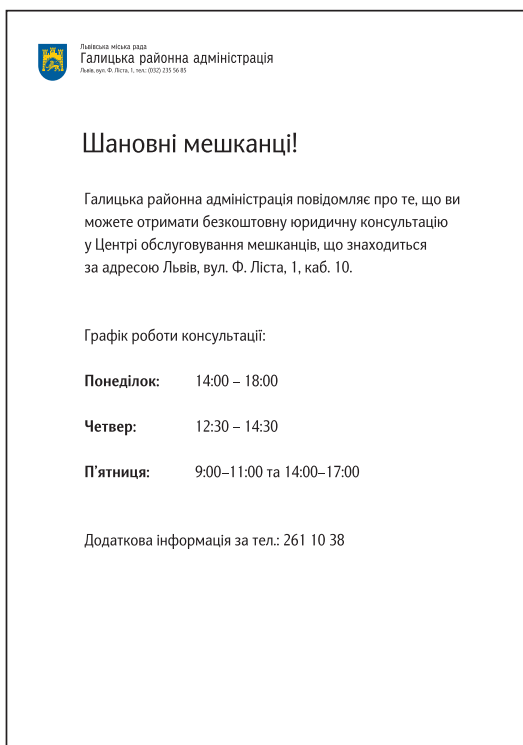 Львівська міська рада
Галицька районна адміністрація
Львів, вул. Ф. Ліста, 1, тел.: (032) 235 56 85
Шановні мешканці!
Галицька районна адміністрація повідомляє про те, що ви
можете отримати безкоштовну юридичну консультацію
у Центрі обслуговування мешканців, що знаходиться
за адресою Львів, вул. Ф. Ліста, 1, каб. 10.
Графік роботи консультації:
Понеділок: 14:00 – 18:00
Четвер: 12:30 – 14:30
П’ятниця: 9:00–11:00 та 14:00–17:00
Додаткова інформація за тел.: 261 10 38